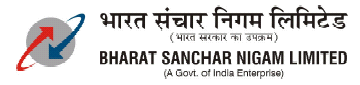 भारत संचार निगम लिमिटेड
(भारत सरकार का उपक्रम)
BHARAT SANCHAR NIGAM LIMITED
(A Govt. of India Enterprise)